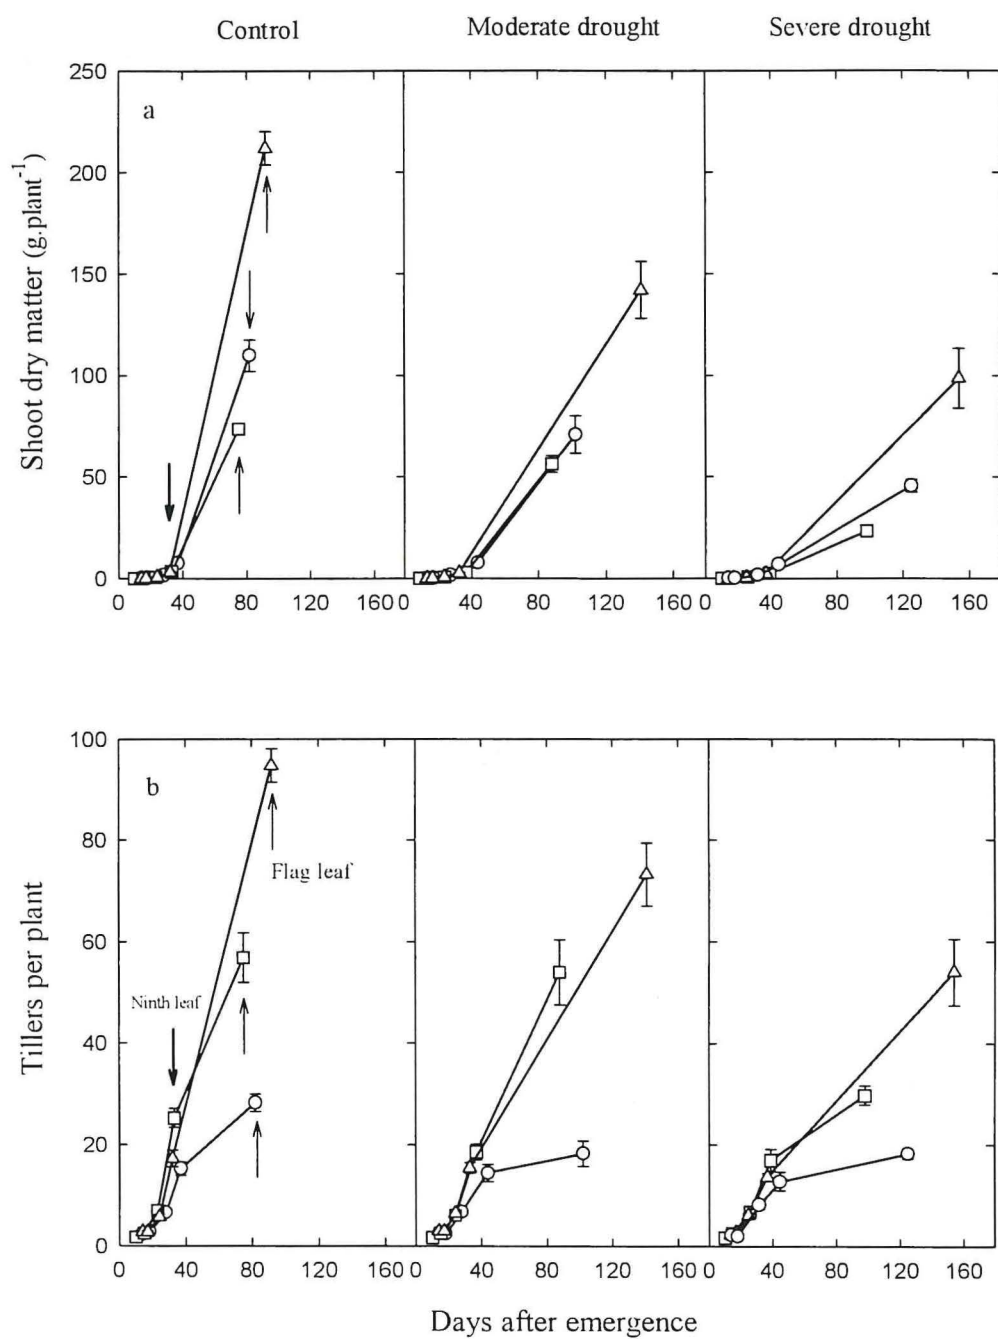 Control Moderate drought Severe drought
a
250
200
150
100
50
0
Shoot dry matter (g.plant⁻¹)
0 40 80 120 160 0 40 80 120 160 0 40 80 120 160
b
100
80
60
40
20
0
Tillers per plant
Flag leaf
Ninth leaf
0 40 80 120 160 0 40 80 120 160 0 40 80 120 160
Days after emergence